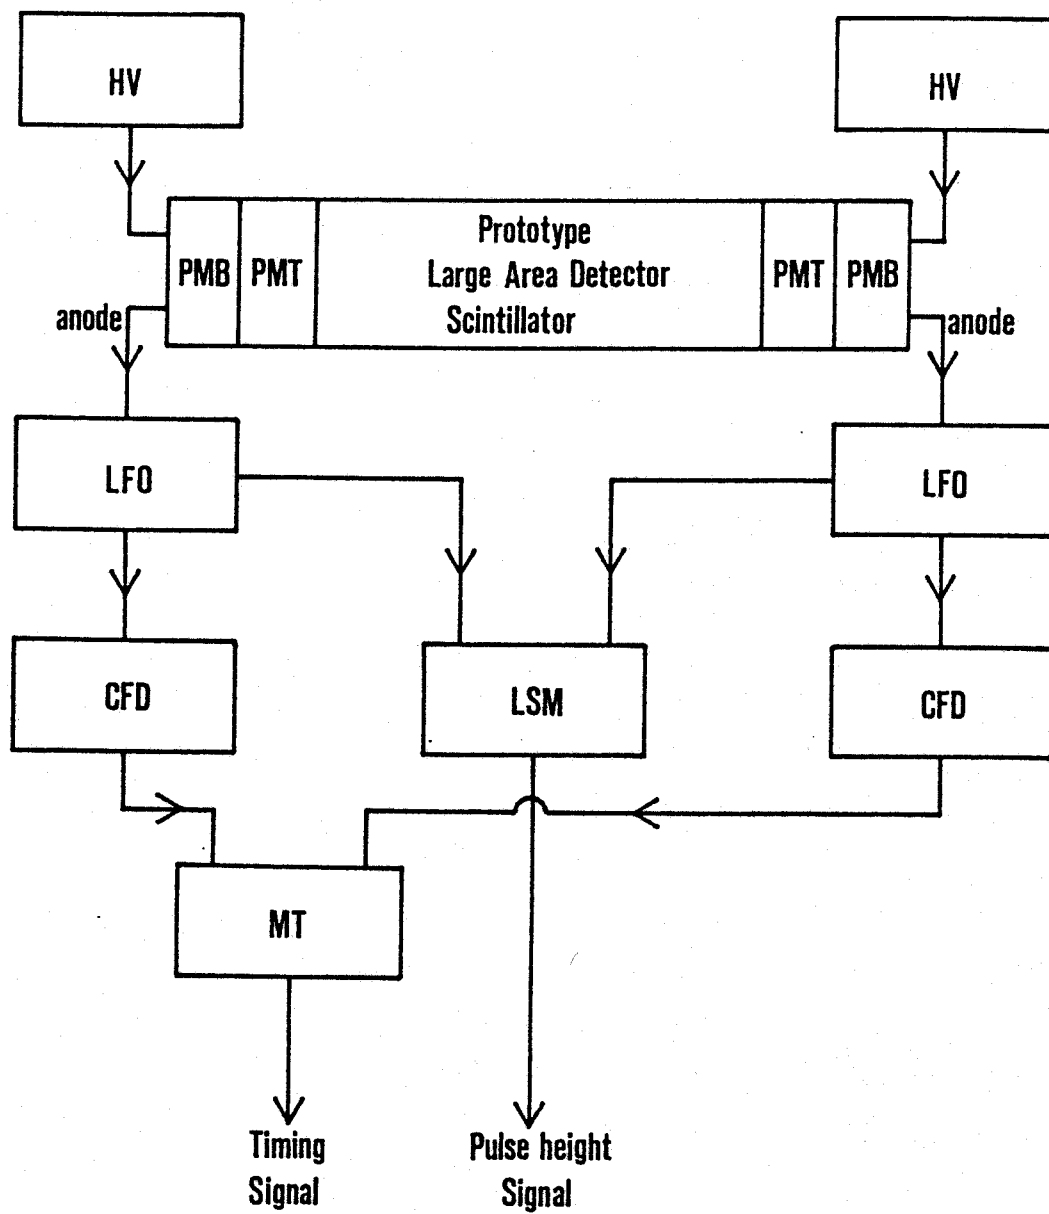 HV
HV
PMB
PMT
Prototype
Large Area Detector
Scintillator
PMT
PMB
anode
anode
LFO
LFO
CFD
LSM
CFD
MT
Timing
Signal
Pulse height
Signal